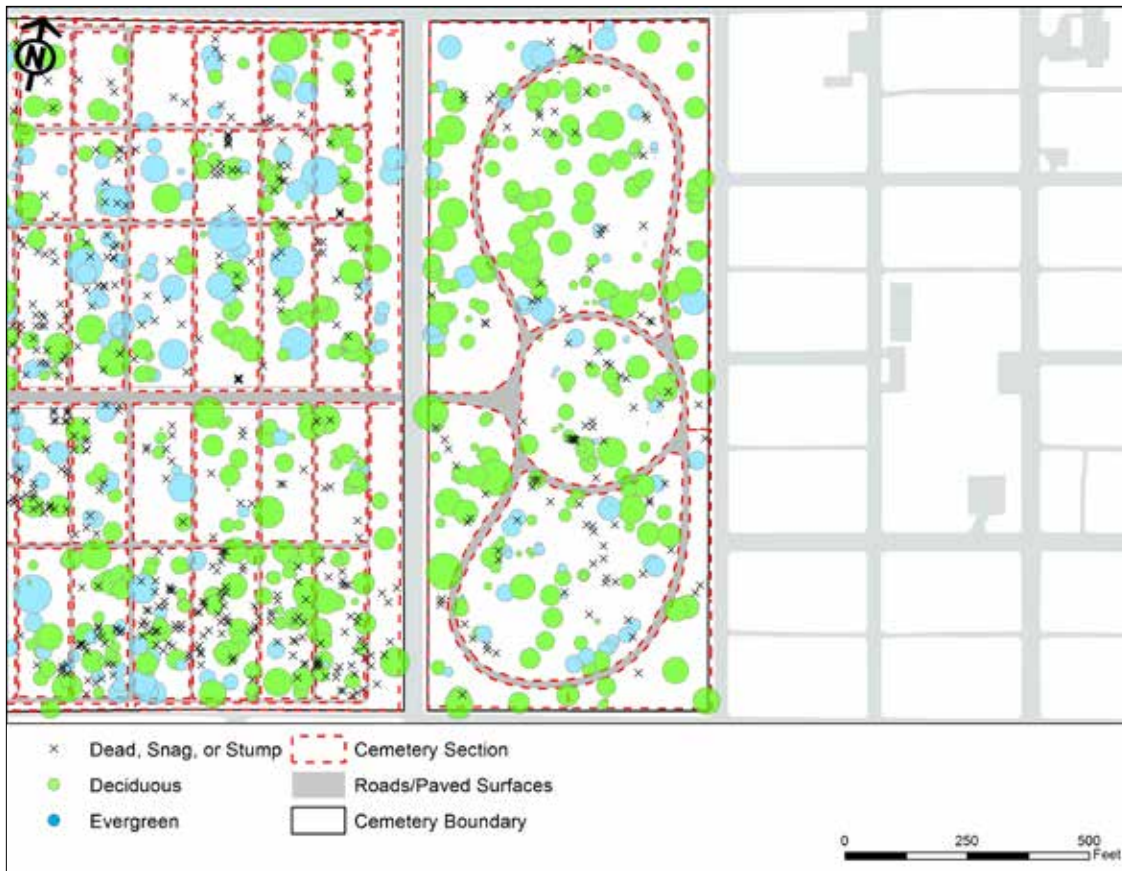 N
Dead, Snag, or Stump
Cemetery Section
Deciduous
Roads/Paved Surfaces
Evergreen
Cemetery Boundary
0 250 500
Feet